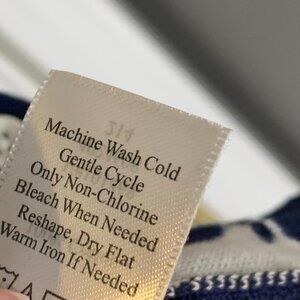 Machine Wash Cold
Gentle Cycle
Only Non-Chlorine
Bleach When Needed
Reshape, Dry Flat
Warm Iron If Needed